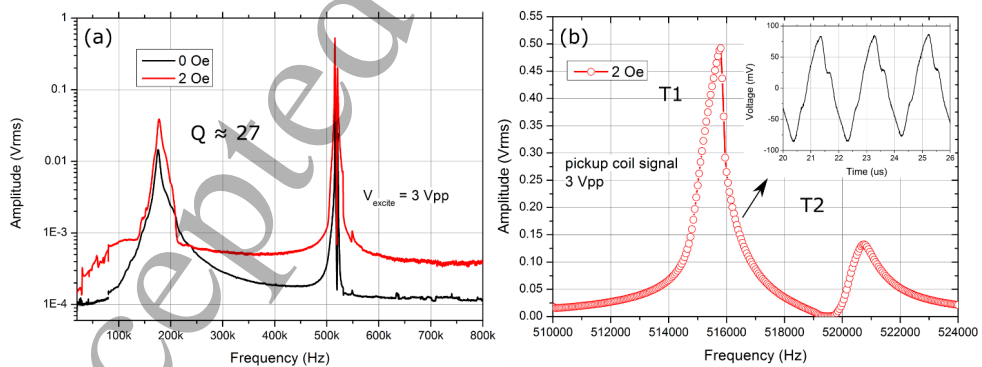 (a)
0 Oe
2 Oe
Q ≈ 27
V_excite = 3 Vpp
Amplitude (Vrms)
1
0.1
0.01
1E-3
1E-4
100k 200k 300k 400k 500k 600k 700k 800k
Frequency (Hz)
(b)
2 Oe
T1
T2
pickup coil signal
3 Vpp
Amplitude (Vrms)
0.55
0.50
0.45
0.40
0.35
0.30
0.25
0.20
0.15
0.10
0.05
0.00
510000 512000 514000 516000 518000 520000 522000 524000
Frequency (Hz)
Voltage (mV)
100
50
0
-50
-100
20 21 22 23 24 25 26
Time (us)
cepted